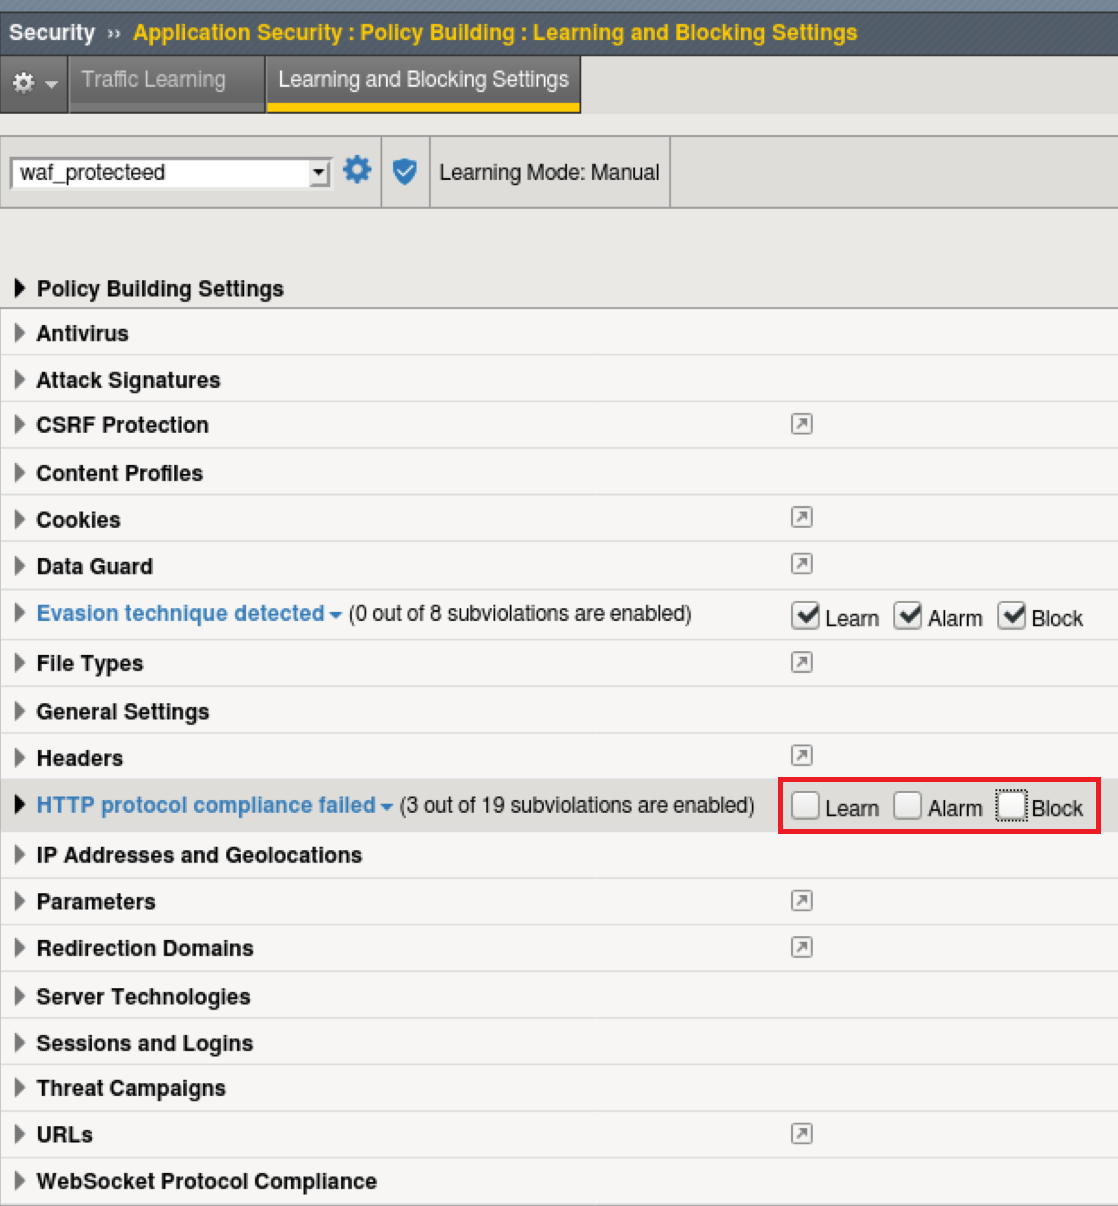 Security ›› Application Security : Policy Building : Learning and Blocking Settings
Traffic Learning Learning and Blocking Settings
waf_protecteed Learning Mode: Manual
Policy Building Settings
Antivirus
Attack Signatures
CSRF Protection
Content Profiles
Cookies
Data Guard
Evasion technique detected (0 out of 8 subviolations are enabled) Learn Alarm Block
File Types
General Settings
Headers
HTTP protocol compliance failed (3 out of 19 subviolations are enabled) Learn Alarm Block
IP Addresses and Geolocations
Parameters
Redirection Domains
Server Technologies
Sessions and Logins
Threat Campaigns
URLs
WebSocket Protocol Compliance